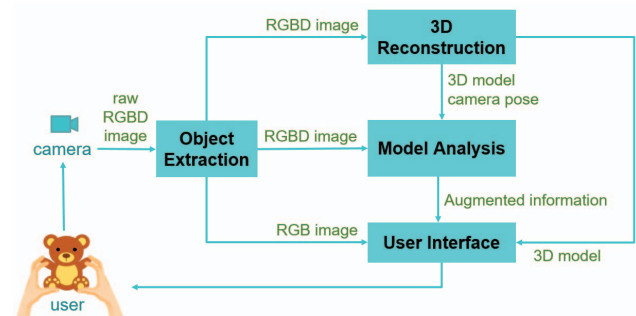 RGBD image
3D
Reconstruction
raw
RGBD
image
3D model
camera pose
camera
Object
Extraction
RGBD image
Model Analysis
Augmented information
RGB image
User Interface
3D model
user